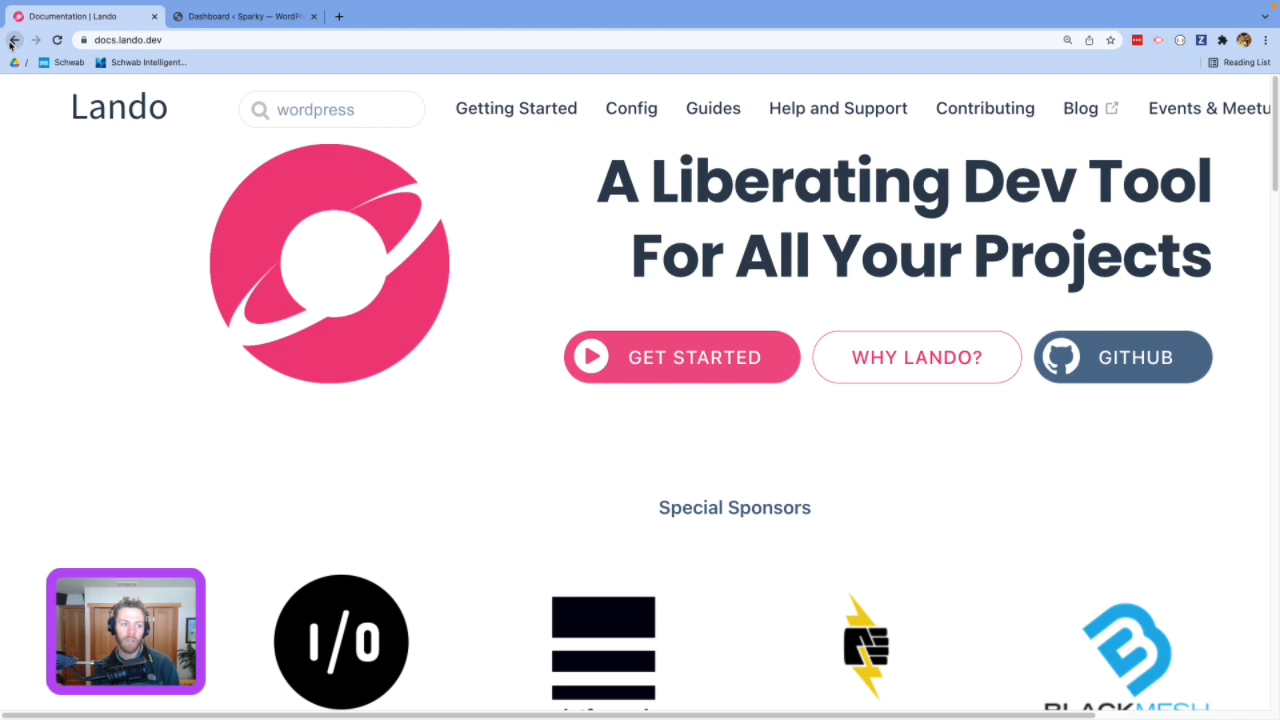 Documentation | Lando
Dashboard ‹ Sparky — WordPr
docs.lando.dev
Schwab
Schwab Intelligent...
Reading List
Lando
wordpress
Getting Started
Config
Guides
Help and Support
Contributing
Blog
Events & Meetu
A Liberating Dev Tool
For All Your Projects
GET STARTED
WHY LANDO?
GITHUB
Special Sponsors
I/O
BLACKMESH